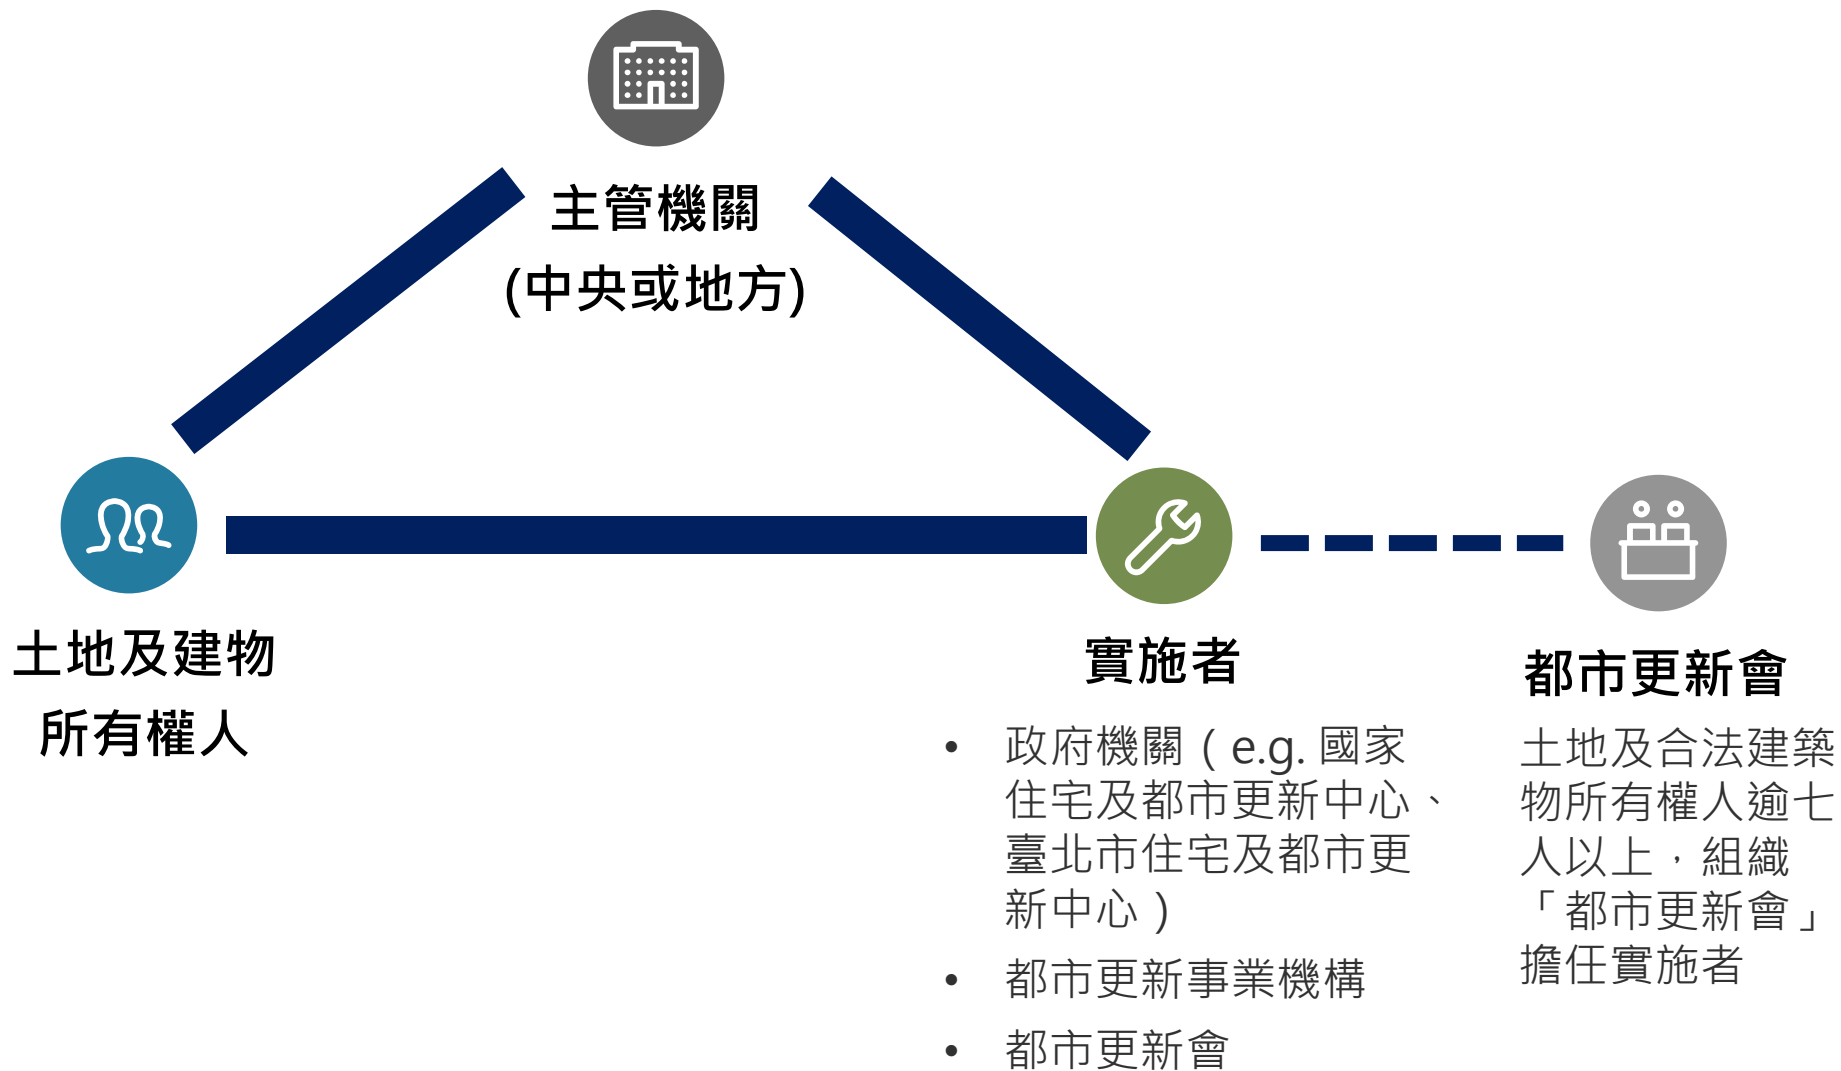 主管機關
(中央或地方)
土地及建物
所有權人
實施者
• 政府機關（e.g. 國家
住宅及都市更新中心、
臺北市住宅及都市更
新中心）
• 都市更新事業機構
• 都市更新會
都市更新會
土地及合法建築
物所有權人逾七
人以上，組織
「都市更新會」
擔任實施者